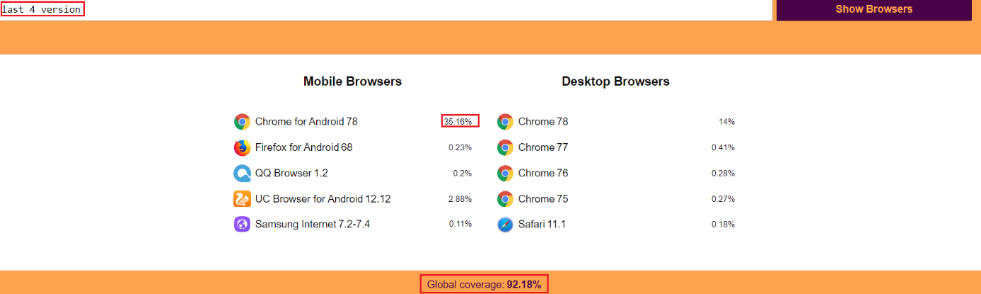 last 4 version
Show Browsers
Mobile Browsers
Desktop Browsers
Chrome for Android 78
35.16%
Chrome 78
14%
Firefox for Android 68
0.23%
Chrome 77
0.41%
QQ Browser 1.2
0.2%
Chrome 76
0.28%
UC Browser for Android 12.12
2.88%
Chrome 75
0.27%
Samsung Internet 7.2-7.4
0.11%
Safari 11.1
0.18%
Global coverage: 92.18%